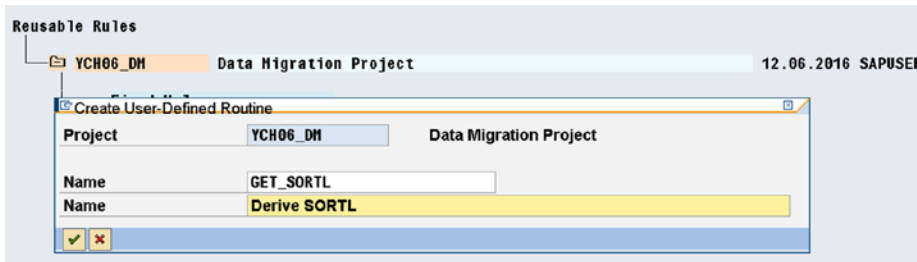 Reusable Rules
YCH06_DM Data Migration Project 12.06.2016 SAPUSE
Create User-Defined Routine
Project YCH06_DM Data Migration Project
Name GET_SORTL
Name Derive SORTL